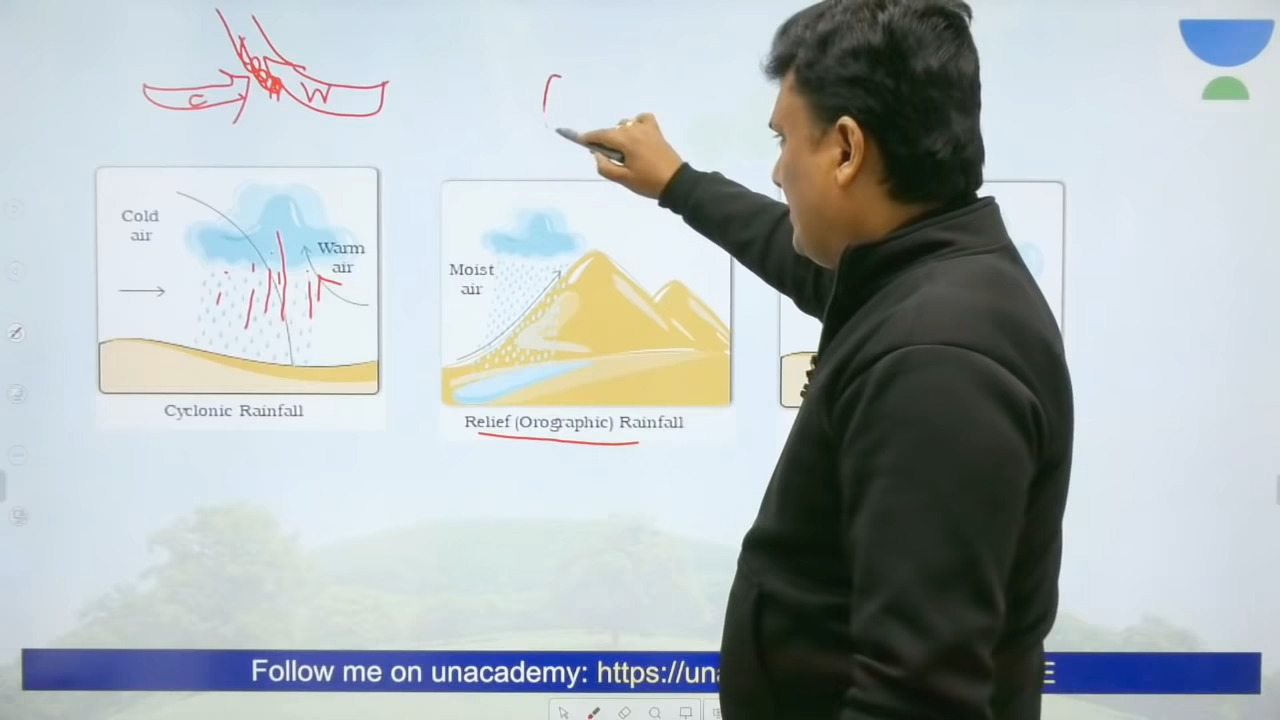 C
W
Cold
air
Warm
air
Cyclonic Rainfall
Moist
air
Relief (Orographic) Rainfall
Follow me on unacademy: https://una
E